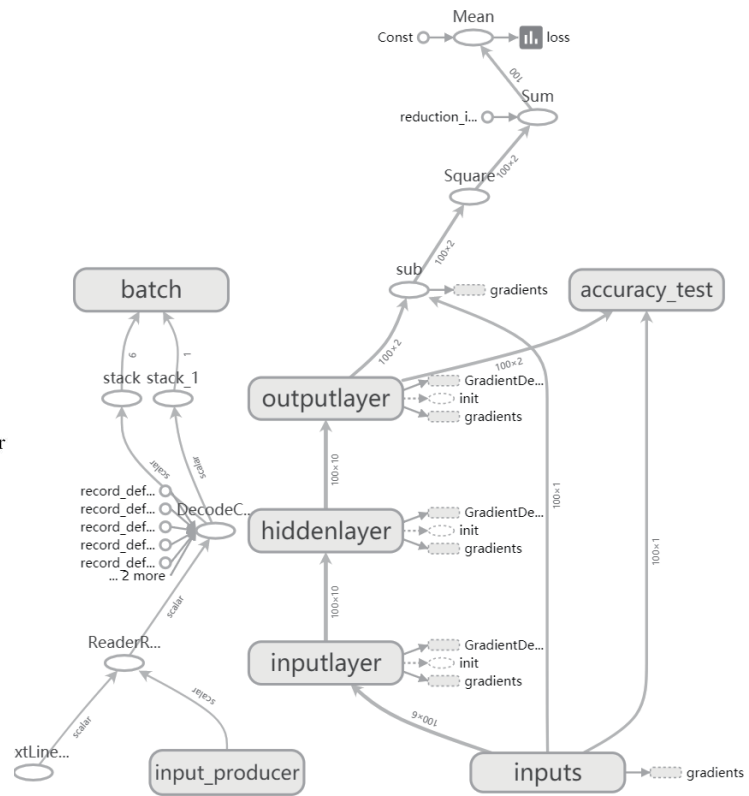 Mean
Const
loss
100
Sum
reduction_i...
100×2
Square
100×2
sub
gradients
batch
accuracy_test
6
1
100×2
100×2
stack
stack_1
outputlayer
GradientDe...
init
gradients
r
scalar
scalar
100×10
100×1
record_def...
record_def...
record_def...
record_def...
record_def...
... 2 more
DecodeC...
hiddenlayer
GradientDe...
init
gradients
100×1
scalar
100×10
ReaderR...
inputlayer
GradientDe...
init
gradients
scalar
scalar
100×6
xtLine...
input_producer
inputs
gradients